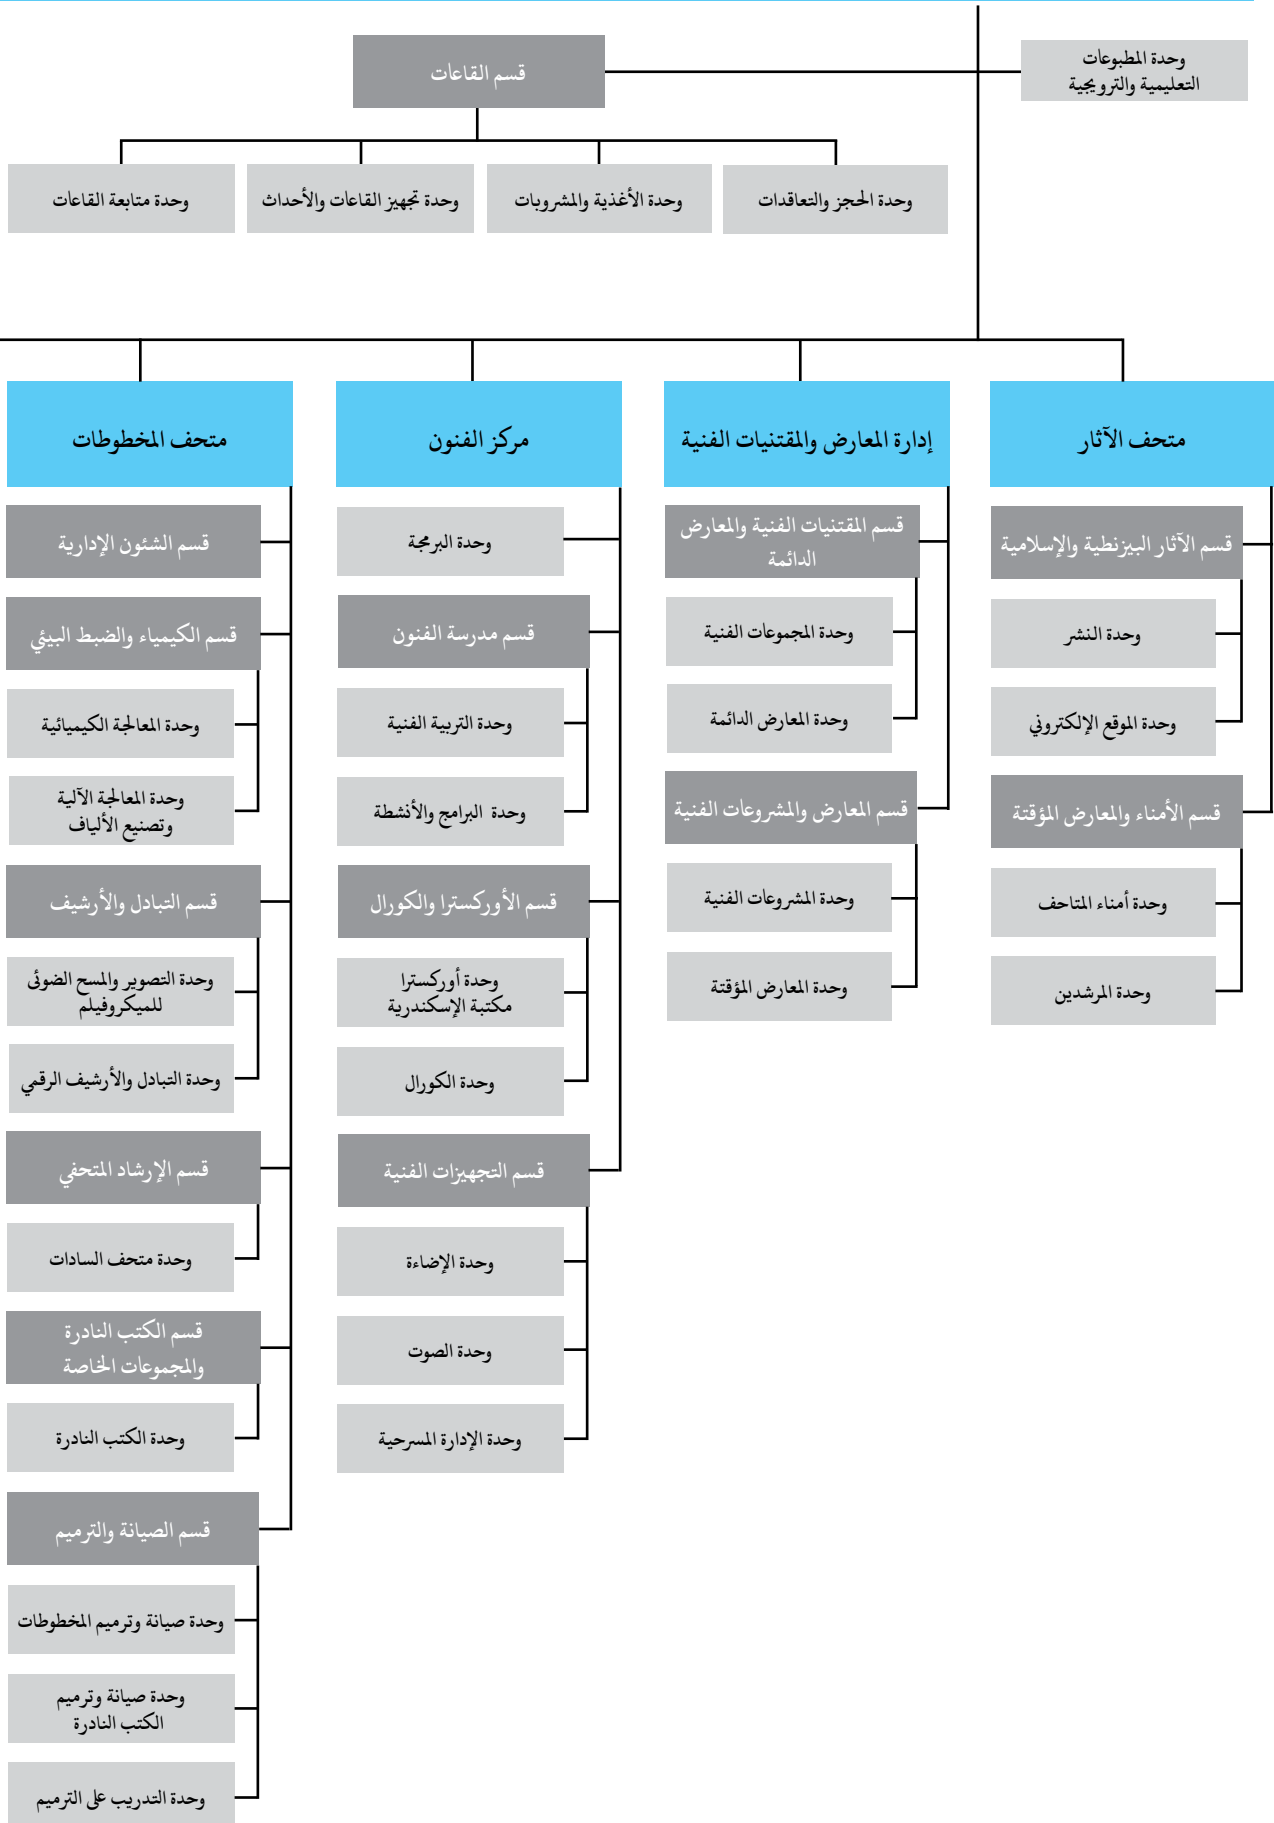 وحدة المطبوعات
التعليمية والترويجية
قسم القاعات
وحدة الحجز والتعاقدات
وحدة الأغذية والمشروبات
وحدة تجهيز القاعات والأحداث
وحدة متابعة القاعات
متحف الآثار
قسم الآثار البيزنطية والإسلامية
وحدة النشر
وحدة الموقع الإلكتروني
قسم الأمناء والمعارض المؤقتة
وحدة أمناء المتاحف
وحدة المرشدين
إدارة المعارض والمقتنيات الفنية
قسم المقتنيات الفنية والمعارض
الدائمة
وحدة المجموعات الفنية
وحدة المعارض الدائمة
قسم المعارض والمشروعات الفنية
وحدة المشروعات الفنية
وحدة المعارض المؤقتة
مركز الفنون
وحدة البرمجة
قسم مدرسة الفنون
وحدة التربية الفنية
وحدة البرامج والأنشطة
قسم الأوركسترا والكورال
وحدة أوركسترا
مكتبة الإسكندرية
وحدة الكورال
قسم التجهيزات الفنية
وحدة الإضاءة
وحدة الصوت
وحدة الإدارة المسرحية
متحف المخطوطات
قسم الشئون الإدارية
قسم الكيمياء والضبط البيئي
وحدة المعالجة الكيميائية
وحدة المعالجة الآلية
وتصنيع الألياف
قسم التبادل والأرشيف
وحدة التصوير والمسح الضوئى
للميكروفيلم
وحدة التبادل والأرشيف الرقمي
قسم الإرشاد المتحفي
وحدة متحف السادات
قسم الكتب النادرة
والمجموعات الخاصة
وحدة الكتب النادرة
قسم الصيانة والترميم
وحدة صيانة وترميم المخطوطات
وحدة صيانة وترميم
الكتب النادرة
وحدة التدريب على الترميم